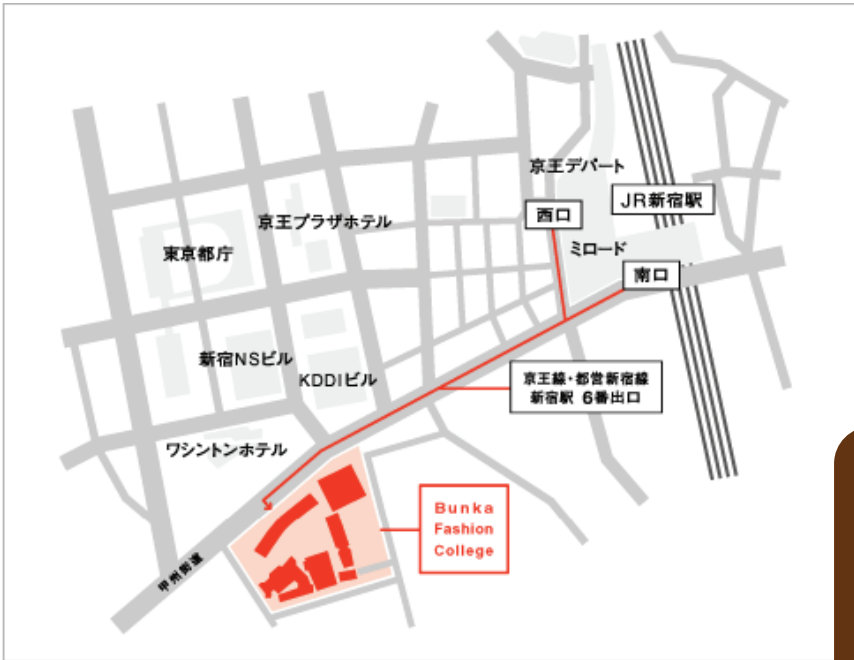 京王デパート
JR新宿駅
西口
京王プラザホテル
東京都庁
ミロード
南口
新宿NSビル
KDDIビル
京王線・都営新宿線
新宿駅 6番出口
ワシントンホテル
Bunka
Fashion
College
甲州街道